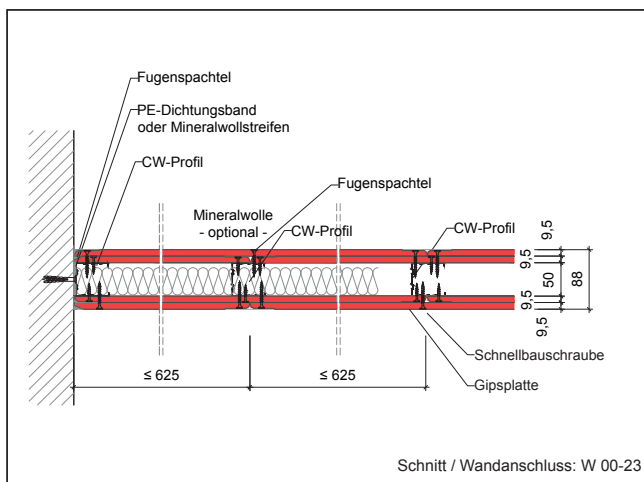 Fugenspachtel
PE-Dichtungsband
oder Mineralwollstreifen
CW-Profil
Fugenspachtel
Mineralwolle
- optional -
CW-Profil
CW-Profil
9,5
9,5
50
88
9,5
9,5
Schnellbauschraube
Gipsplatte
≤ 625
≤ 625
Schnitt / Wandanschluss: W 00-23